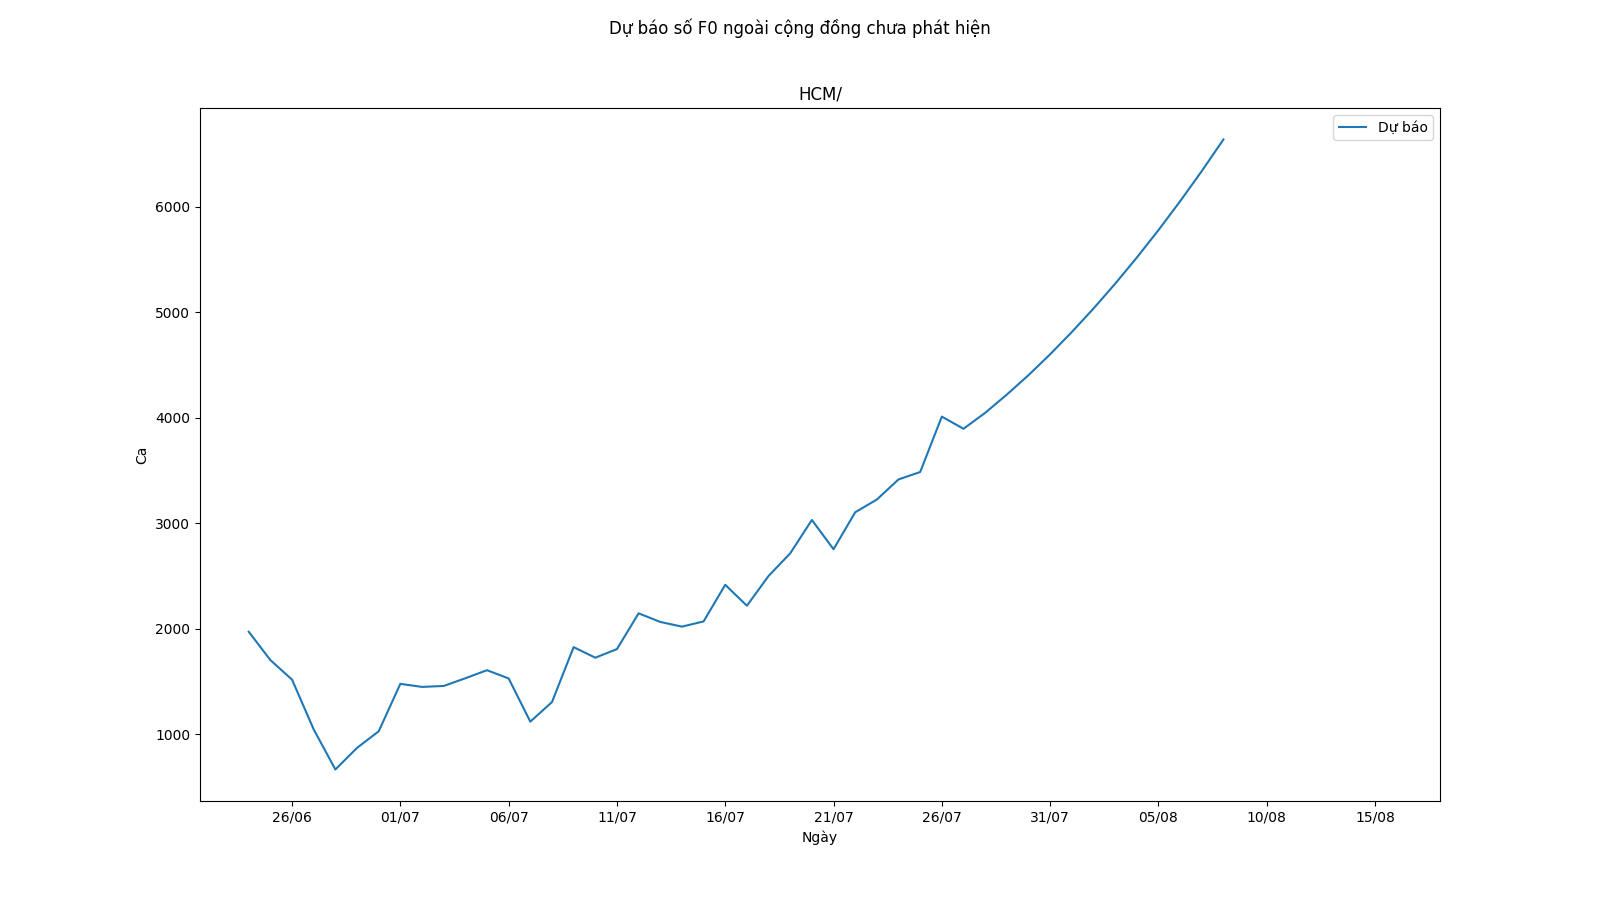 Dự báo số F0 ngoài cộng đồng chưa phát hiện
HCM/
Dự báo
6000
5000
4000
3000
2000
1000
Ca
26/06 01/07 06/07 11/07 16/07 21/07 26/07 31/07 05/08 10/08 15/08
Ngày